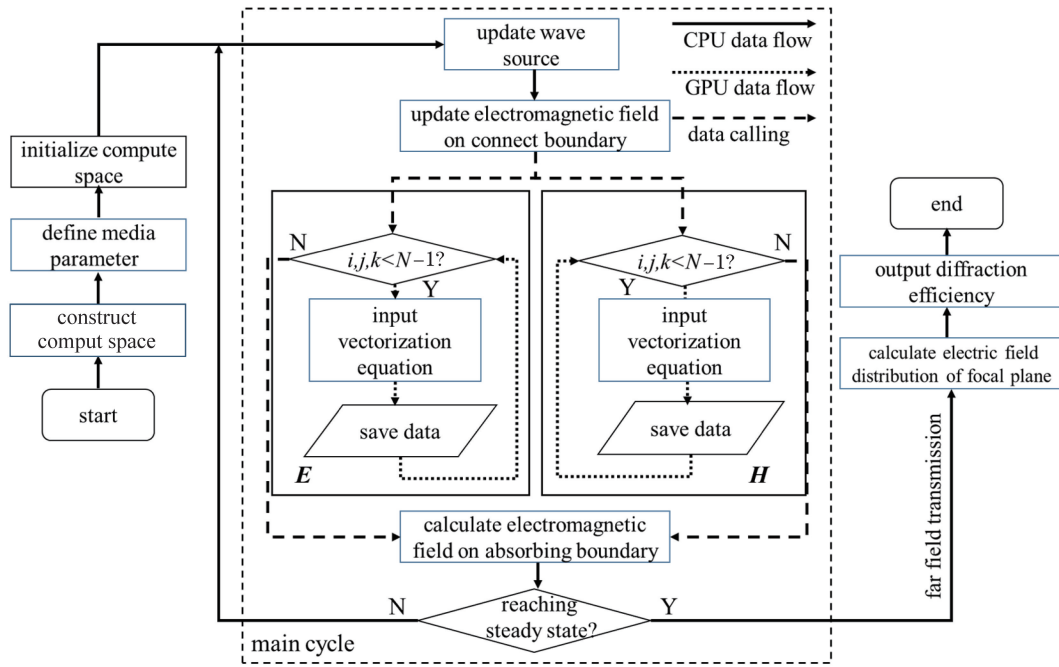 update wave
source
CPU data flow
GPU data flow
update electromagnetic field
on connect boundary
data calling
initialize compute
space
define media
parameter
construct
comput space
start
N
i,j,k<N−1?
Y
input
vectorization
equation
save data
E
N
i,j,k<N−1?
Y
input
vectorization
equation
save data
H
calculate electromagnetic
field on absorbing boundary
N
reaching
steady state?
Y
main cycle
far field transmission
end
output diffraction
efficiency
calculate electric field
distribution of focal plane